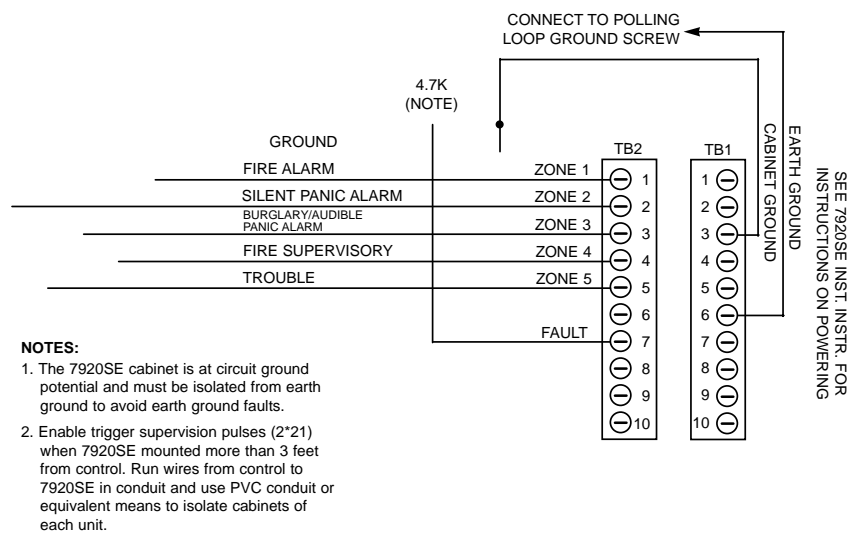 CONNECT TO POLLING
LOOP GROUND SCREW
4.7K
(NOTE)
GROUND
FIRE ALARM
SILENT PANIC ALARM
BURGLARY/AUDIBLE
PANIC ALARM
FIRE SUPERVISORY
TROUBLE
ZONE 1
ZONE 2
ZONE 3
ZONE 4
ZONE 5
FAULT
TB2
1
2
3
4
5
6
7
8
9
10
TB1
1
2
3
4
5
6
7
8
9
10
CABINET GROUND
EARTH GROUND
SEE 7920SE INST. INSTR. FOR
INSTRUCTIONS ON POWERING
NOTES:
1. The 7920SE cabinet is at circuit ground
potential and must be isolated from earth
ground to avoid earth ground faults.
2. Enable trigger supervision pulses (2*21)
when 7920SE mounted more than 3 feet
from control. Run wires from control to
7920SE in conduit and use PVC conduit or
equivalent means to isolate cabinets of
each unit.